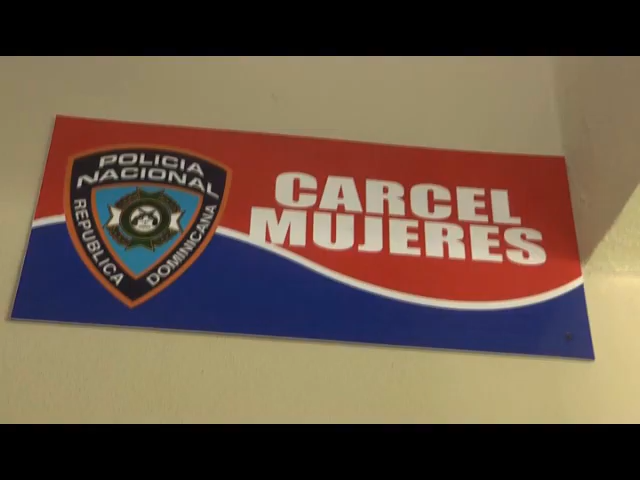 POLICIA
NACIONAL
REPUBLICA
DOMINICANA
CARCEL
MUJERES